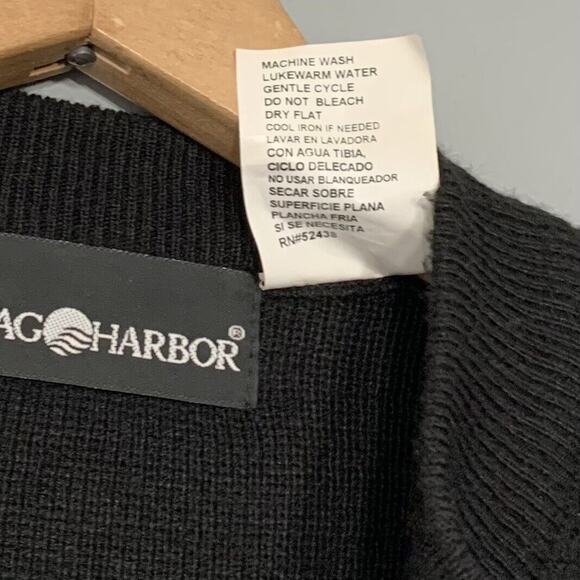 MACHINE WASH
LUKEWARM WATER
GENTLE CYCLE
DO NOT BLEACH
DRY FLAT
COOL IRON IF NEEDED
LAVAR EN LAVADORA
CON AGUA TIBIA,
CICLO DELECADO
NO USAR BLANQUEADOR
SECAR SOBRE
SUPERFICIE PLANA
PLANCHA FRIA
SI SE NECESITA
RN#52438
AG HARBOR®